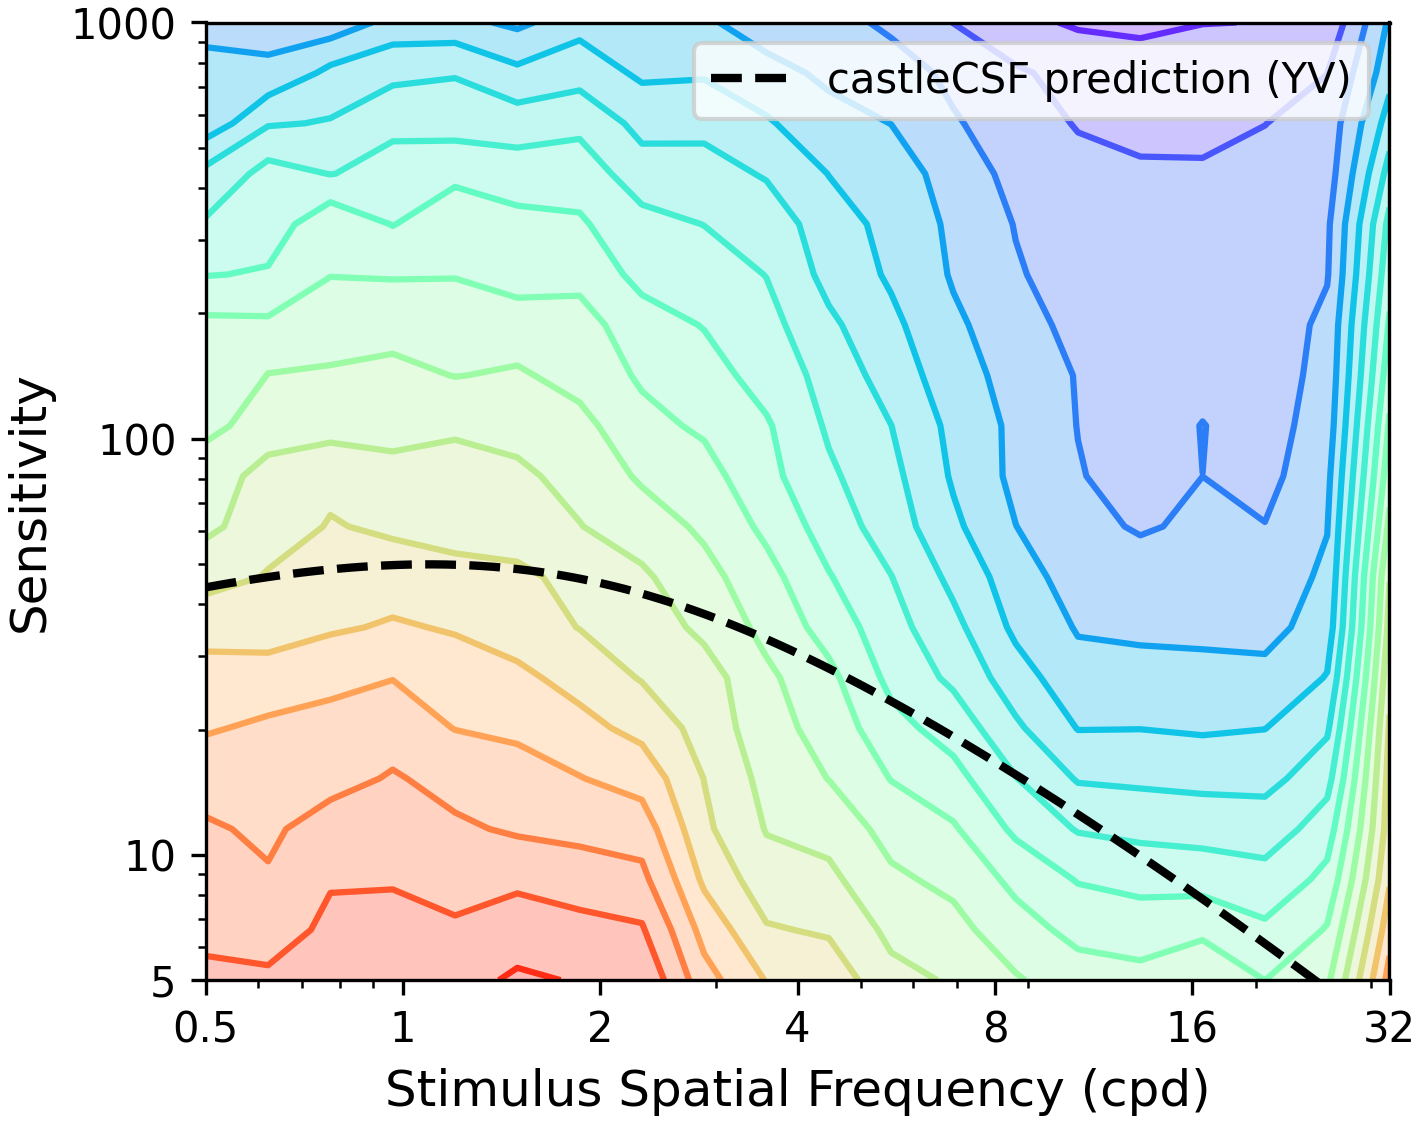 1000
castleCSF prediction (YV)
Sensitivity
100
10
5
0.5 1 2 4 8 16 32
Stimulus Spatial Frequency (cpd)